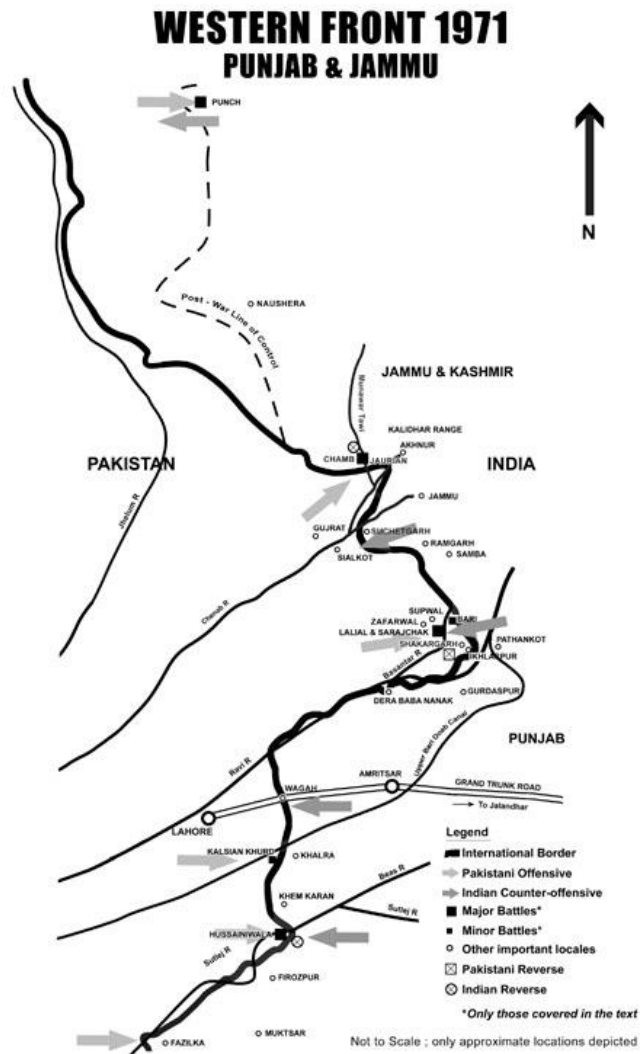 WESTERN FRONT 1971
PUNJAB & JAMMU
PUNCH
N
NAUSHERA
Post - War Line of Control
Munawar Tawi
JAMMU & KASHMIR
KALIDHAR RANGE
AKHNUR
CHAMB
JAURIAN
PAKISTAN
INDIA
JAMMU
Jhelum R
GUJRAT
SUCHETGARH
RAMGARH
SIALKOT
SAMBA
Chenab R
SUPWAL
BARI
ZAFARWAL
LALIAL & SARAJCHAK
SHAKARGARH
PATHANKOT
IKHLASPUR
Basantar R
DERA BABA NANAK
GURDASPUR
Upper Bari Doab Canal
PUNJAB
Ravi R
AMRITSAR
WAGAH
GRAND TRUNK ROAD
To Jalandhar
LAHORE
KALSIAN KHURD
KHALRA
Beas R
KHEM KARAN
Sutlej R
HUSSAINIWALA
Sutlej R
FIROZPUR
FAZILKA
MUKTSAR
Legend
International Border
Pakistani Offensive
Indian Counter-offensive
Major Battles*
Minor Battles*
Other important locales
Pakistani Reverse
Indian Reverse
*Only those covered in the text
Not to Scale ; only approximate locations depicted